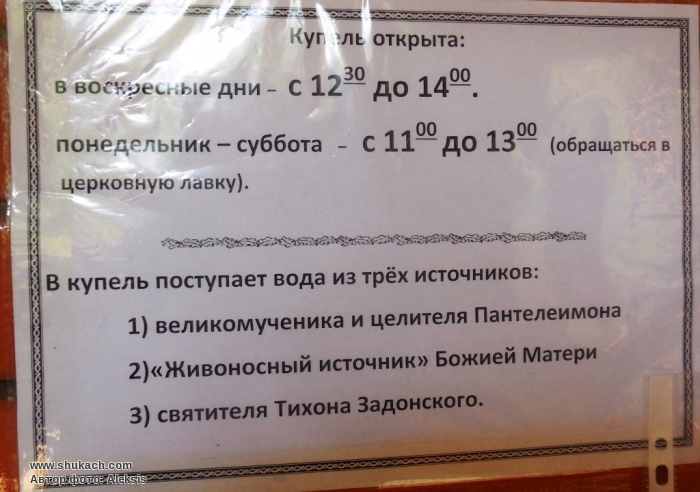 Купель открыта:
в воскресные дни – с 12³⁰ до 14⁰⁰.
понедельник – суббота – с 11⁰⁰ до 13⁰⁰ (обращаться в
церковную лавку).
В купель поступает вода из трёх источников:
1) великомученика и целителя Пантелеимона
2)«Живоносный источник» Божией Матери
3) святителя Тихона Задонского.
www.shukach.com
Автор фото: Aleksis